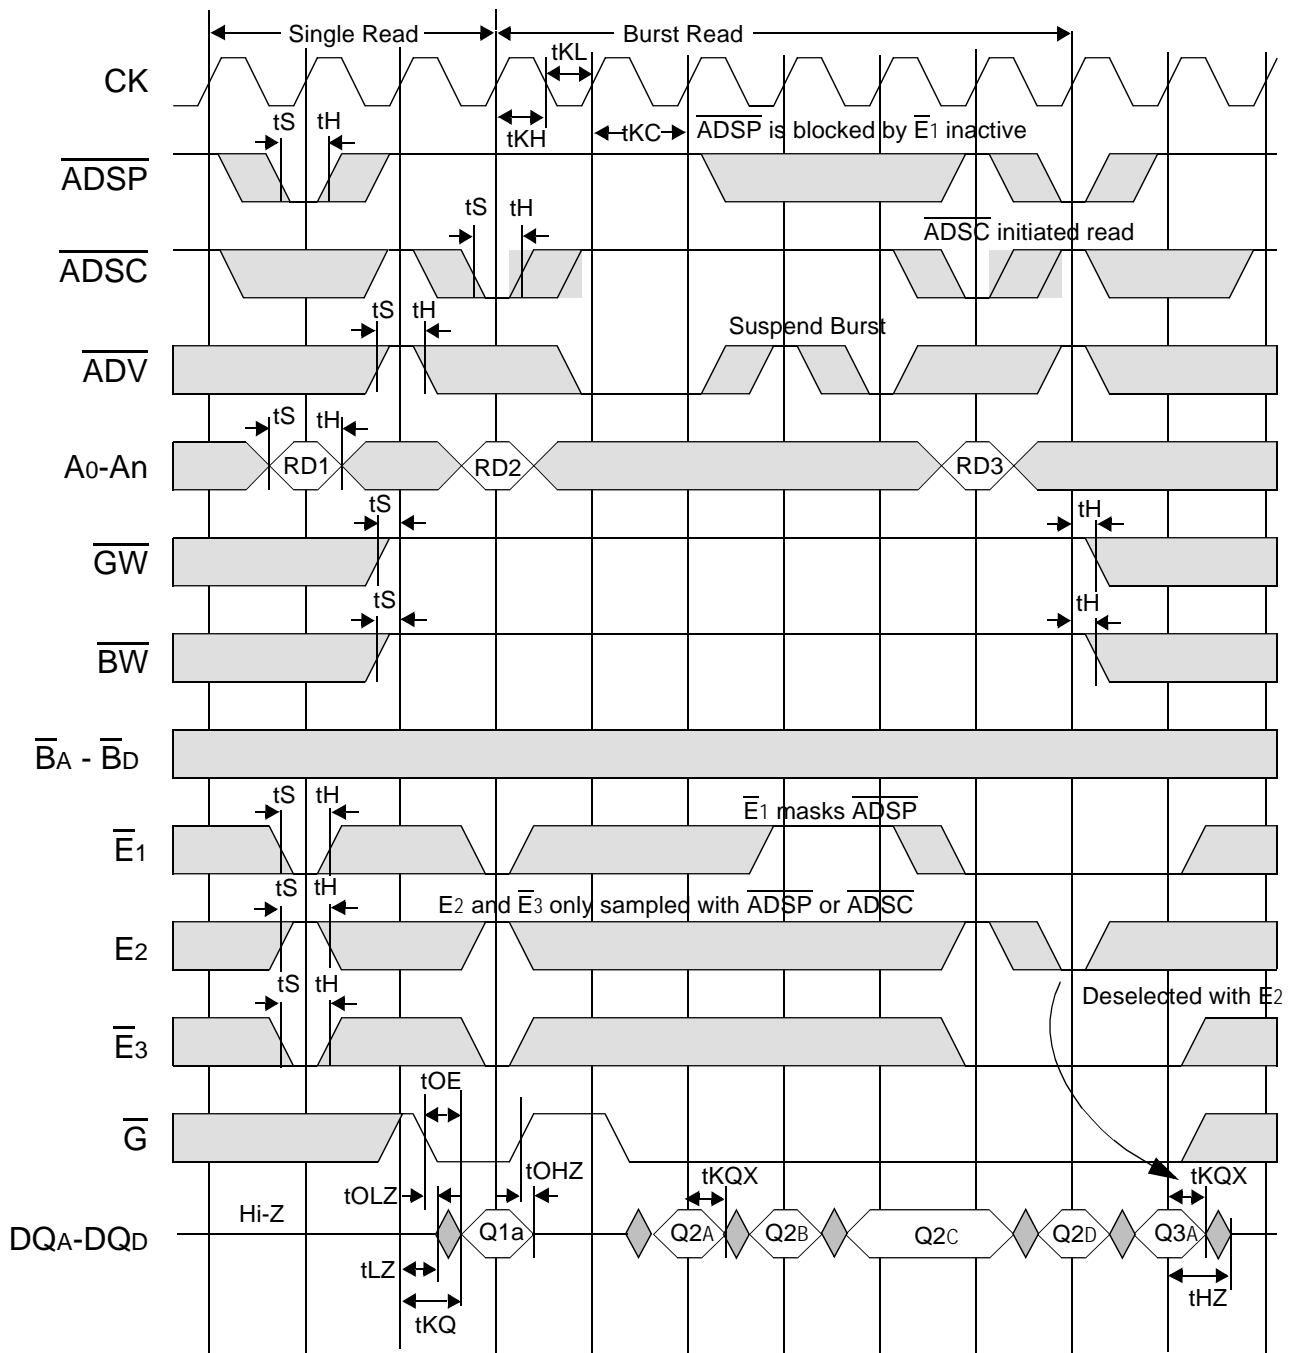 Single Read
Burst Read
tKL
CK
tS
tH
tKH
tKC
ADSP is blocked by E1 inactive
ADSP
tS
tH
ADSC initiated read
ADSC
tS
tH
Suspend Burst
ADV
tS
tH
A0-An
RD1
RD2
RD3
tS
tH
GW
tS
tH
BW
BA - BD
tS
tH
E1 masks ADSP
E1
tS
tH
E2 and E3 only sampled with ADSP or ADSC
E2
tS
tH
Deselected with E2
E3
tOE
G
tOHZ
tKQX
tKQX
tOLZ
Hi-Z
DQA-DQD
Q1a
Q2A
Q2B
Q2C
Q2D
Q3A
tLZ
tHZ
tKQ